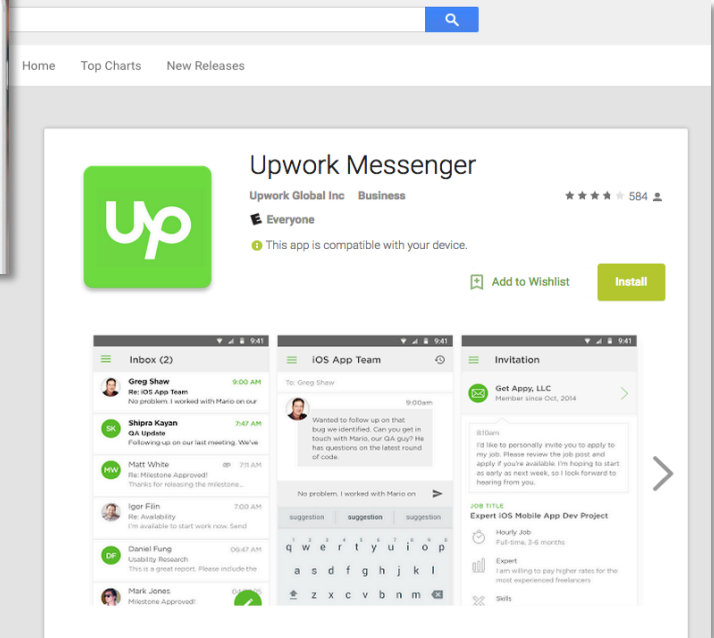 Home Top Charts New Releases
up
Upwork Messenger
Upwork Global Inc Business
584
E Everyone
This app is compatible with your device.
Add to Wishlist
Install
9:41
Inbox (2)
Greg Shaw 9:00 AM
Re: iOS App Team
No problem. I worked with Mario on our
SK
Shipra Kayan 7:47 AM
QA Update
Following up on our last meeting. We've
MW
Matt White 7:11 AM
Re: Milestone Approved!
Thanks for releasing the milestone...
Igor Filin 7:00 AM
Re: Availability
I'm available to start work now. Send
DF
Daniel Fung 06:47 AM
Usability Research
This is a great report. Please include the
Mark Jones
Milestone Approved!
9:41
iOS App Team
To: Greg Shaw
9:00am
Wanted to follow up on that
bug we identified. Can you get in
touch with Mario, our QA guy? He
has questions on the latest round
of code.
No problem. I worked with Mario on
suggestion suggestion suggestion
q w e r t y u i o p
a s d f g h j k l
z x c v b n m
9:41
Invitation
Get Appy, LLC
Member since Oct, 2014
8:10am
I'd like to personally invite you to apply to
my job. Please review the job post and
apply if you're available. I'm hoping to start
as early as next week, so I look forward to
hearing from you.
JOB TITLE
Expert iOS Mobile App Dev Project
Hourly Job
Full-time, 3-6 months
Expert
I am willing to pay higher rates for the
most experienced freelancers
Skills